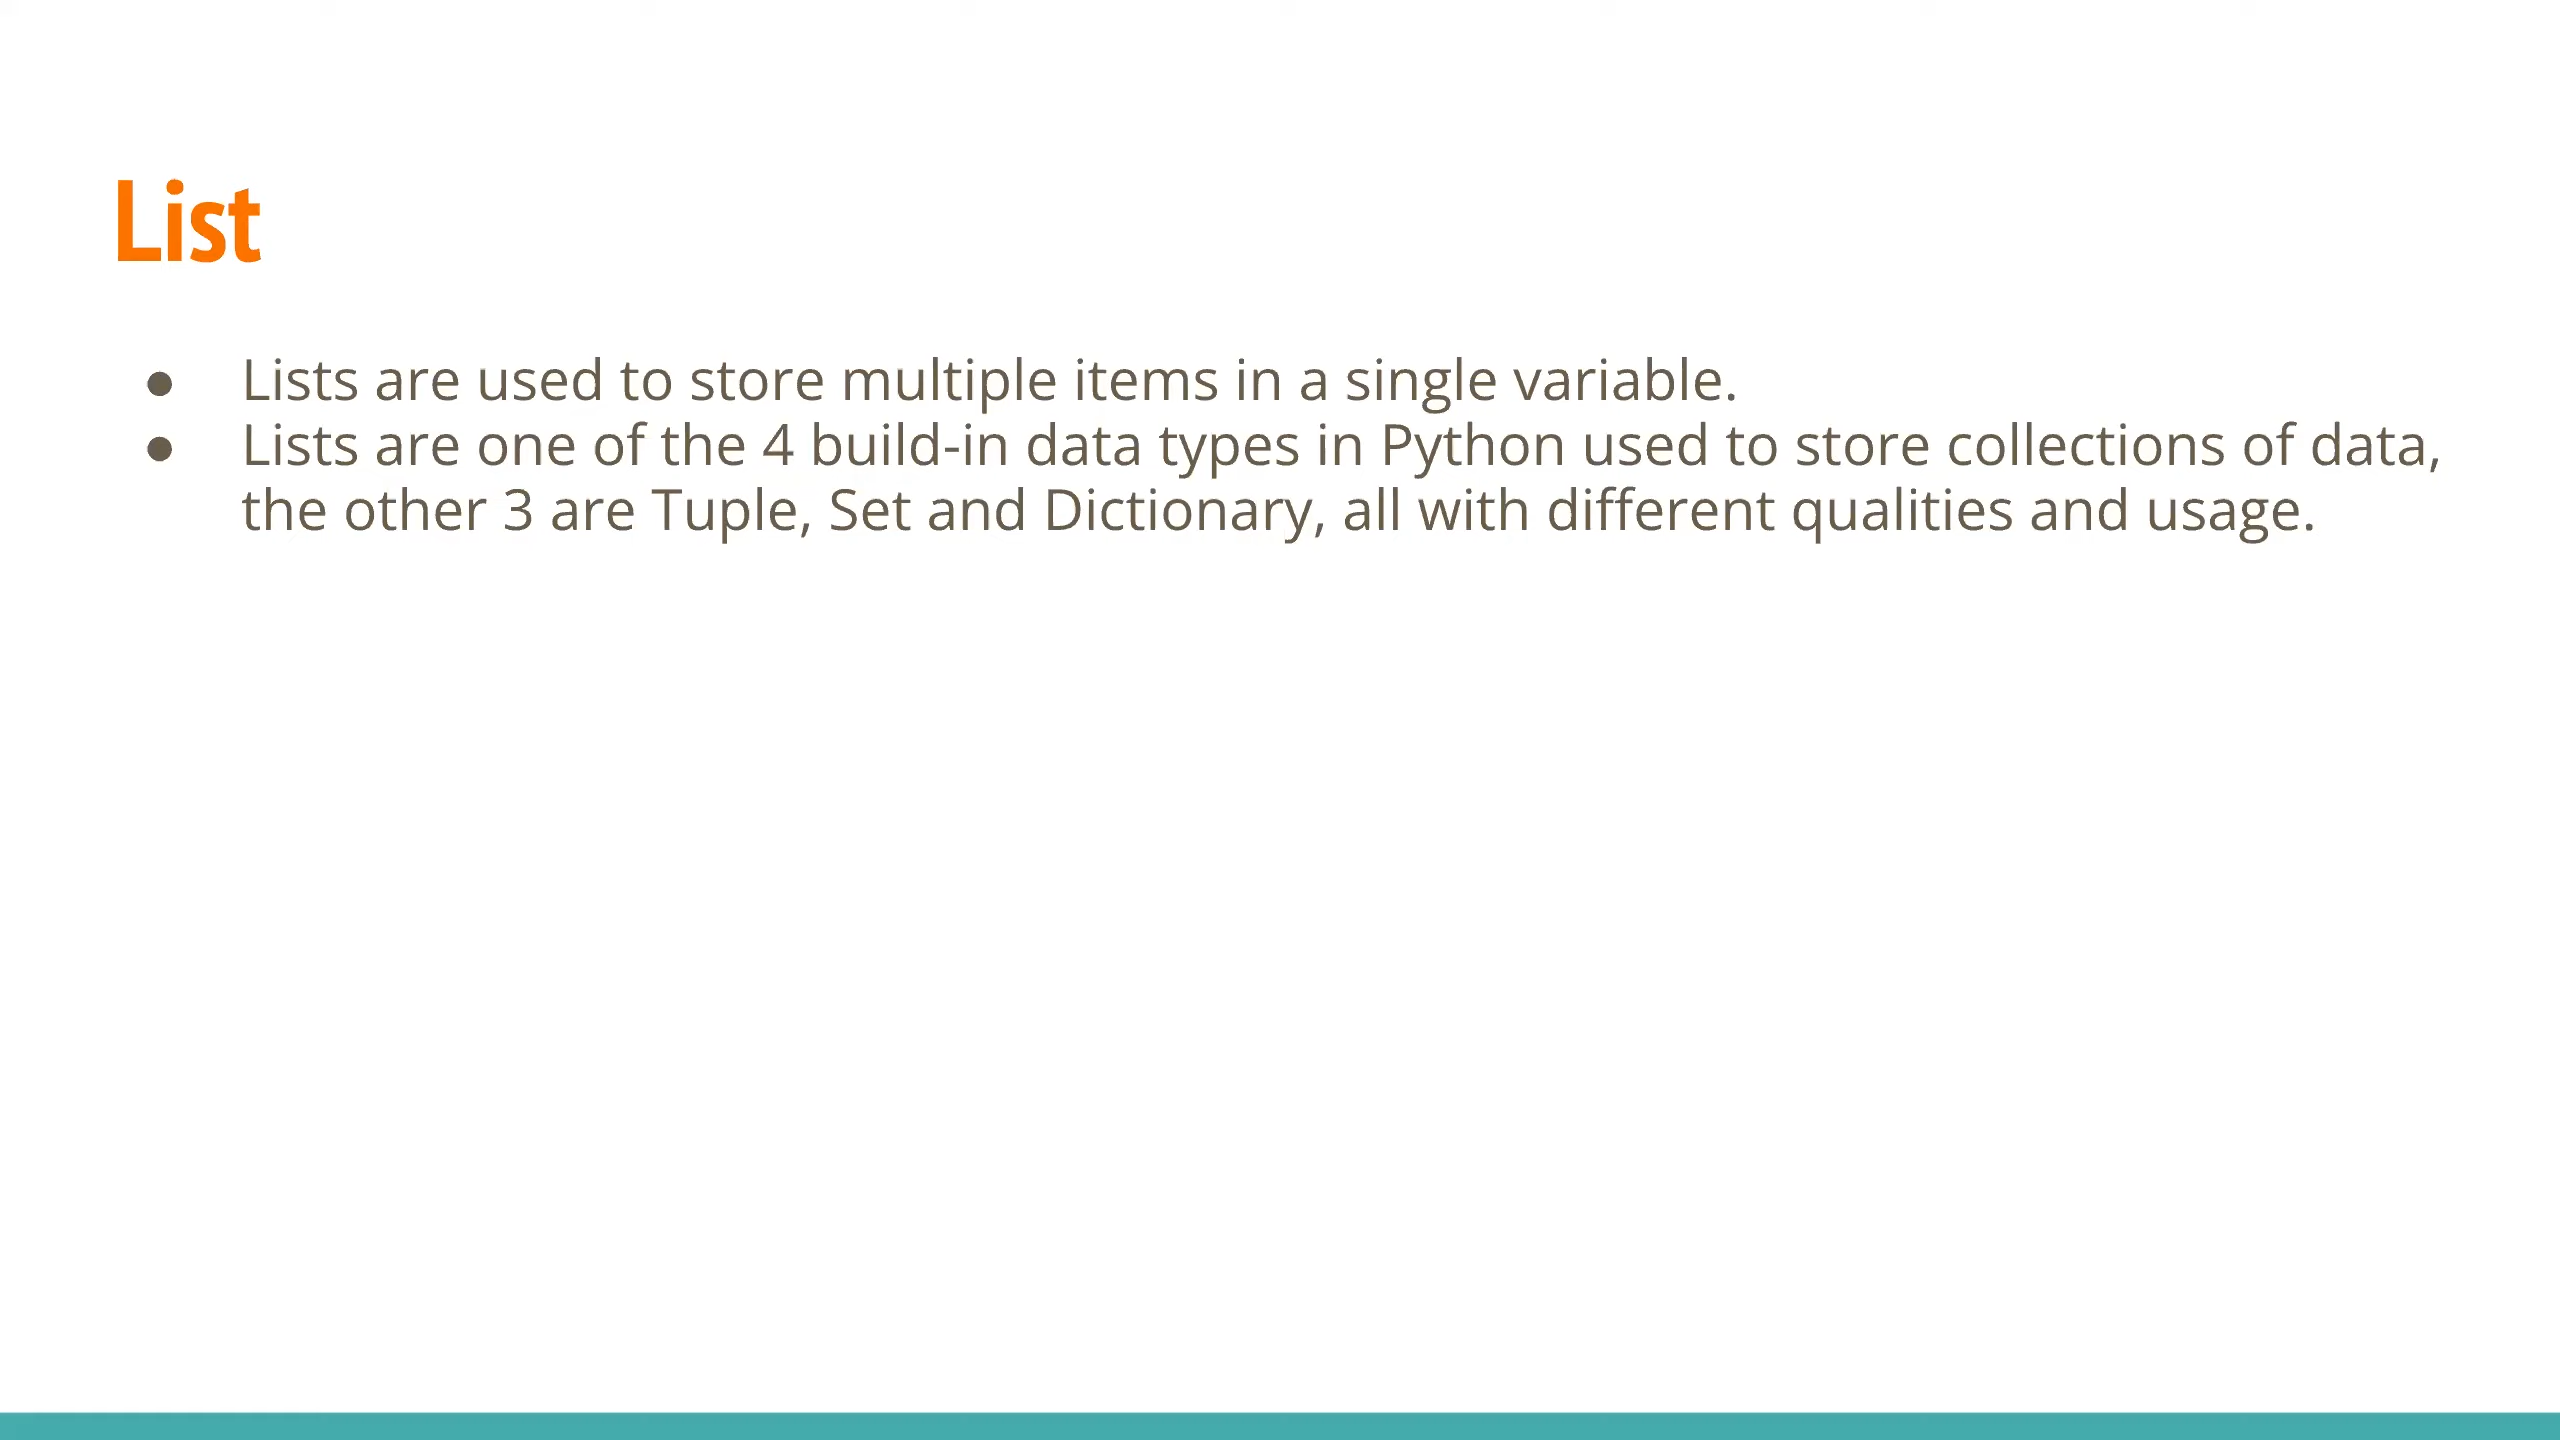 List
● Lists are used to store multiple items in a single variable.
● Lists are one of the 4 build-in data types in Python used to store collections of data,
the other 3 are Tuple, Set and Dictionary, all with different qualities and usage.